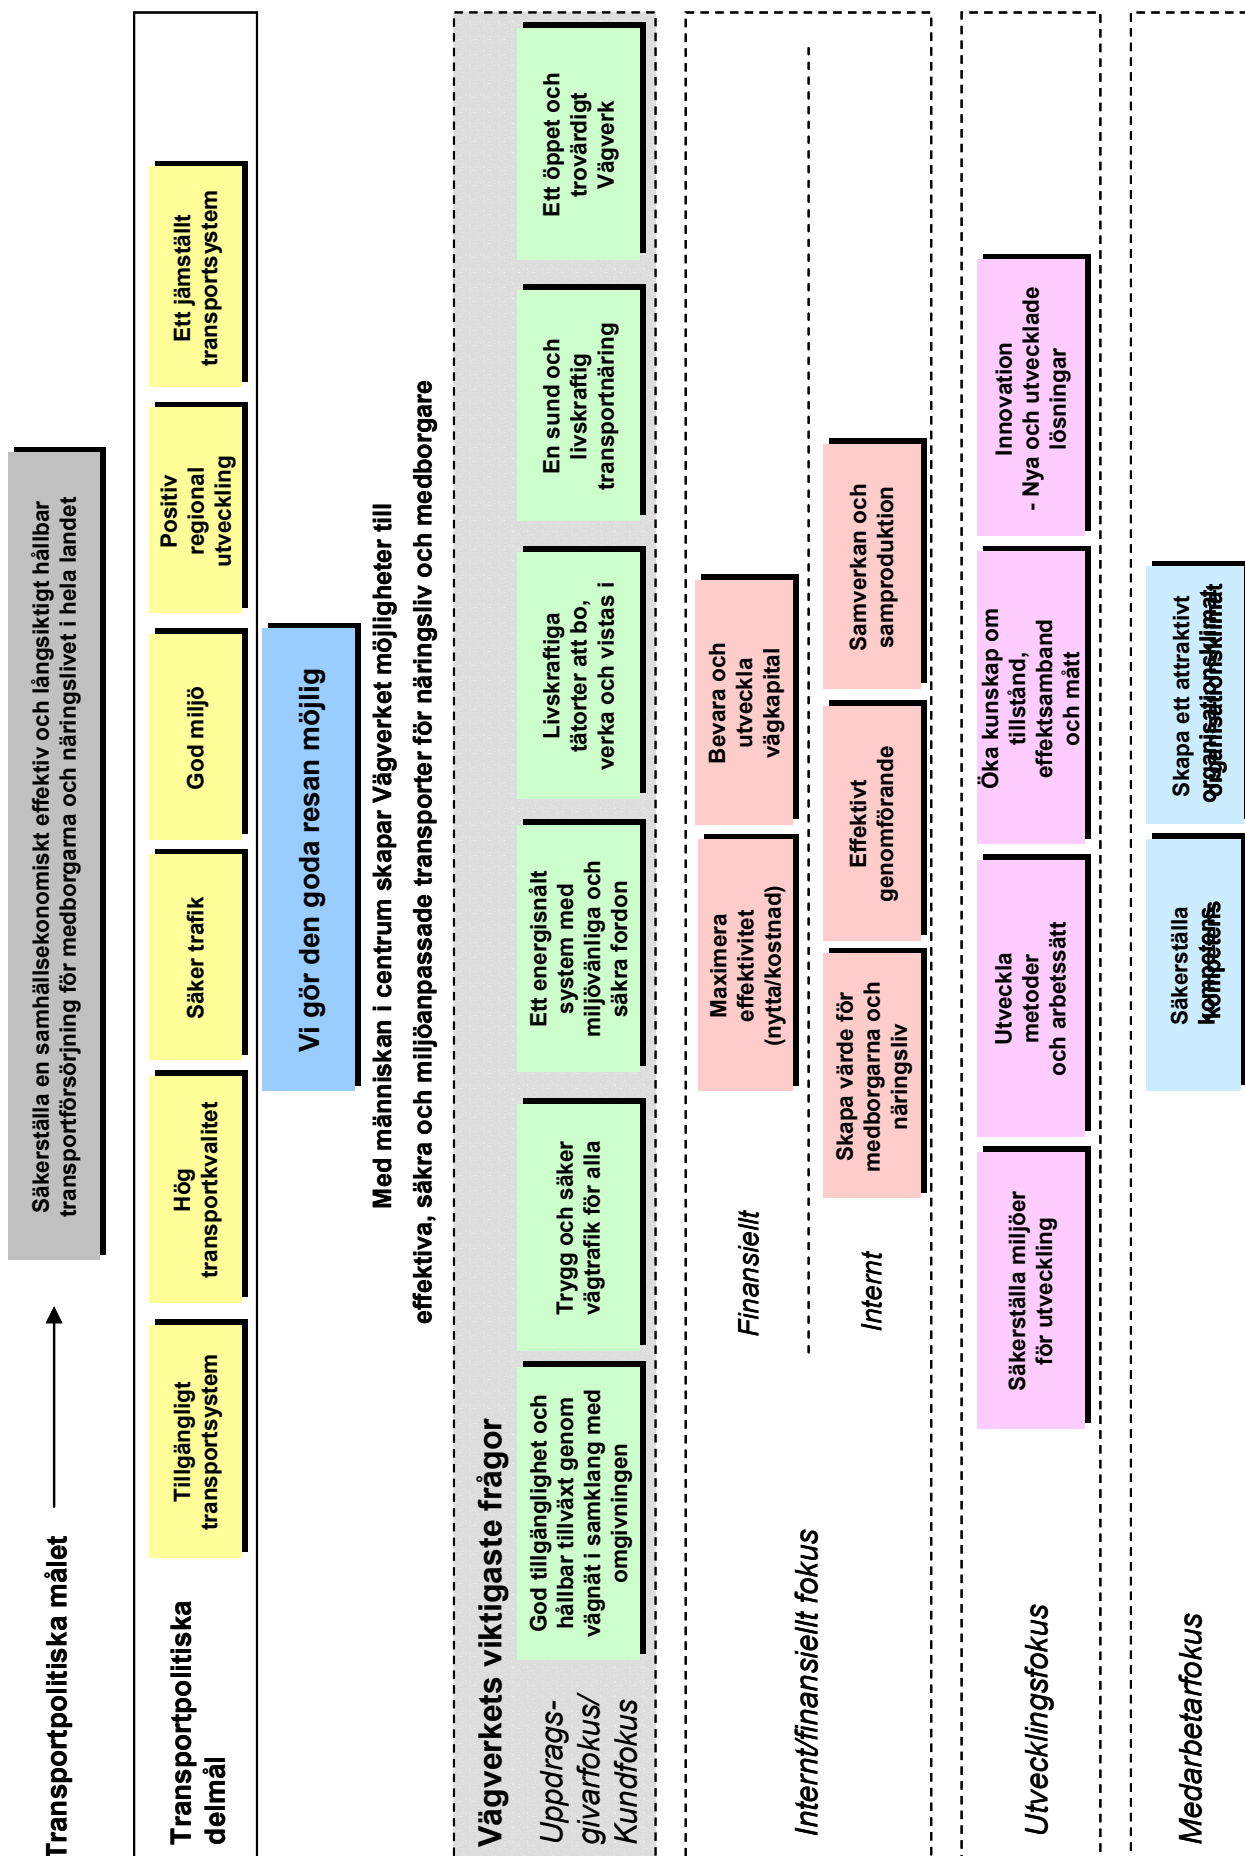 Transportpolitiska målet
Säkerställa en samhälsekonomiskt effektiv och långsiktigt hållbar
transportförsörjning för medborgarna och näringslivet i hela landet
Transportpolitiska
delmål
Tillgängligt
transportsystem
Hög
transportkvalitet
Säker trafik
God miljö
Positiv
regional
utveckling
Ett jämställt
transportsystem
Vi gör den goda resan möjlig
Med människan i centrum skapar Vägverket möjligheter till
effektiva, säkra och miljöanpassade transporter för näringsliv och medborgare
Vägverkets viktigaste frågor
Uppdrags-
givarfokus/
Kundfokus
God tillgänglighet och
hållbar tillväxt genom
vägnät i samklang med
omgivningen
Trygg och säker
vägtrafik för alla
Ett energisnålt
system med
miljövänliga och
säkra fordon
Livskraftiga
tätorter att bo,
verka och vistas i
En sund och
livskraftig
transportnäring
Ett öppet och
trovärdigt
Vägverk
Internt/finansiellt fokus
Finansiellt
Maximera
effektivitet
(nytta/kostnad)
Bevara och
utveckla
vägkapital
Internt
Skapa värde för
medborgarna och
näringsliv
Effektivt
genomförande
Samverkan och
samproduktion
Utvecklingsfokus
Säkerställa miljöer
för utveckling
Utveckla
metoder
och arbetssätt
Öka kunskap om
tillstånd,
effektsamband
och mått
Innovation
- Nya och utvecklade
lösningar
Medarbetarfokus
Säkerställa
kompetens
kompetens
Skapa ett attraktivt
organisationsklimat
organisationsklimat